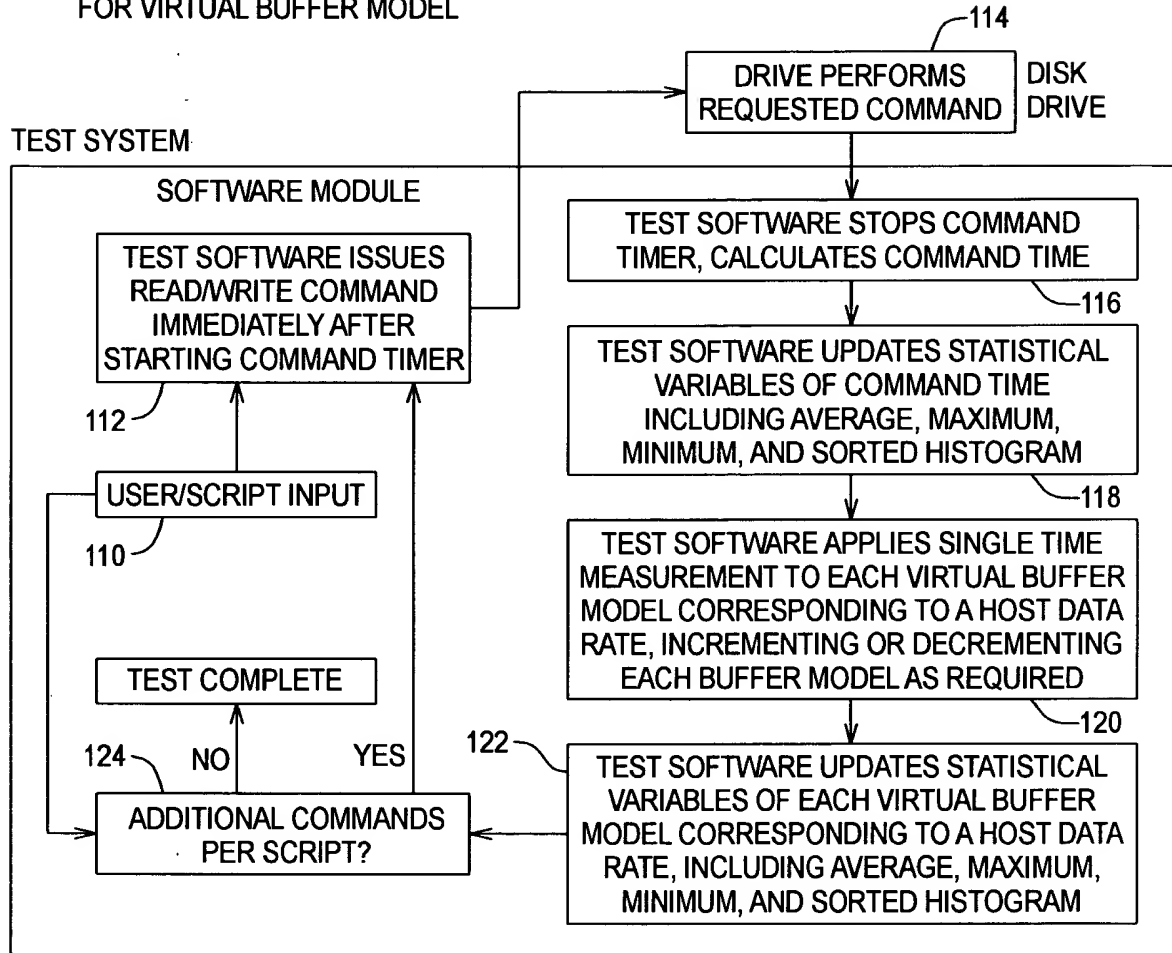 FOR VIRTUAL BUFFER MODEL
114
DRIVE PERFORMS
REQUESTED COMMAND
DISK
DRIVE
TEST SYSTEM
SOFTWARE MODULE
TEST SOFTWARE ISSUES
READ/WRITE COMMAND
IMMEDIATELY AFTER
STARTING COMMAND TIMER
112
USER/SCRIPT INPUT
110
TEST COMPLETE
124
NO
YES
ADDITIONAL COMMANDS
PER SCRIPT?
TEST SOFTWARE STOPS COMMAND
TIMER, CALCULATES COMMAND TIME
116
TEST SOFTWARE UPDATES STATISTICAL
VARIABLES OF COMMAND TIME
INCLUDING AVERAGE, MAXIMUM,
MINIMUM, AND SORTED HISTOGRAM
118
TEST SOFTWARE APPLIES SINGLE TIME
MEASUREMENT TO EACH VIRTUAL BUFFER
MODEL CORRESPONDING TO A HOST DATA
RATE, INCREMENTING OR DECREMENTING
EACH BUFFER MODEL AS REQUIRED
120
122
TEST SOFTWARE UPDATES STATISTICAL
VARIABLES OF EACH VIRTUAL BUFFER
MODEL CORRESPONDING TO A HOST DATA
RATE, INCLUDING AVERAGE, MAXIMUM,
MINIMUM, AND SORTED HISTOGRAM